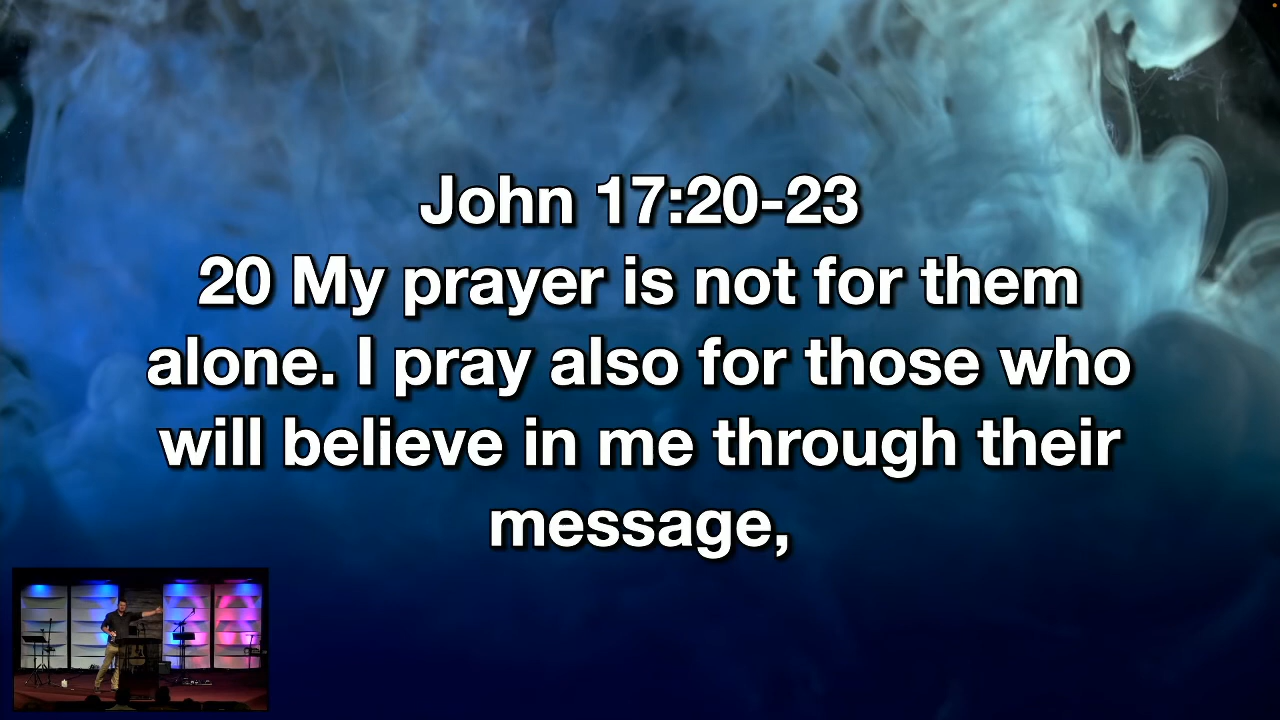 John 17:20-23
20 My prayer is not for them
alone. I pray also for those who
will believe in me through their
message,